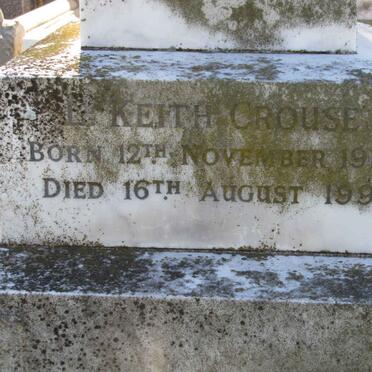 L. KEITH CROUSE
BORN 12TH NOVEMBER 19
DIED 16TH AUGUST 199